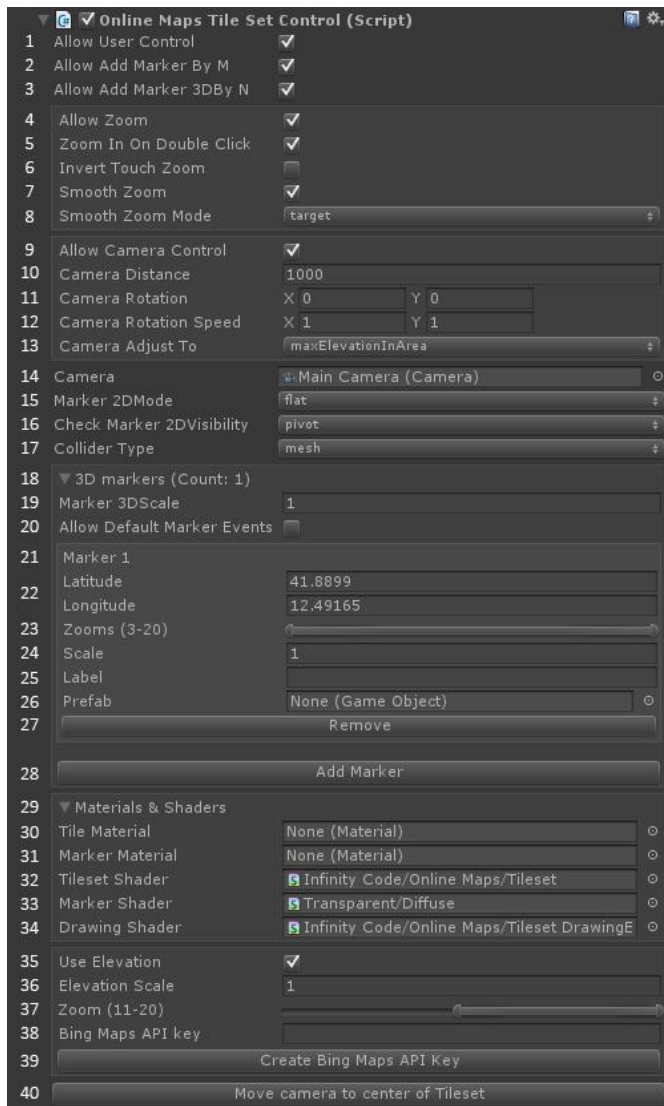 Online Maps Tile Set Control (Script)
1 Allow User Control
2 Allow Add Marker By M
3 Allow Add Marker 3DBy N
4 Allow Zoom
5 Zoom In On Double Click
6 Invert Touch Zoom
7 Smooth Zoom
8 Smooth Zoom Mode target
9 Allow Camera Control
10 Camera Distance 1000
11 Camera Rotation X 0 Y 0
12 Camera Rotation Speed X 1 Y 1
13 Camera Adjust To maxElevationInArea
14 Camera Main Camera (Camera)
15 Marker 2DMode flat
16 Check Marker 2DVisibility pivot
17 Collider Type mesh
18 3D markers (Count: 1)
19 Marker 3DScale 1
20 Allow Default Marker Events
21 Marker 1
Latitude 41.8899
22
Longitude 12.49165
23 Zooms (3-20)
24 Scale 1
25 Label
26 Prefab None (Game Object)
27 Remove
28 Add Marker
29 Materials & Shaders
30 Tile Material None (Material)
31 Marker Material None (Material)
32 Tileset Shader Infinity Code/Online Maps/Tileset
33 Marker Shader Transparent/Diffuse
34 Drawing Shader Infinity Code/Online Maps/Tileset DrawingE
35 Use Elevation
36 Elevation Scale 1
37 Zoom (11-20)
38 Bing Maps API key
39 Create Bing Maps API Key
40 Move camera to center of Tileset